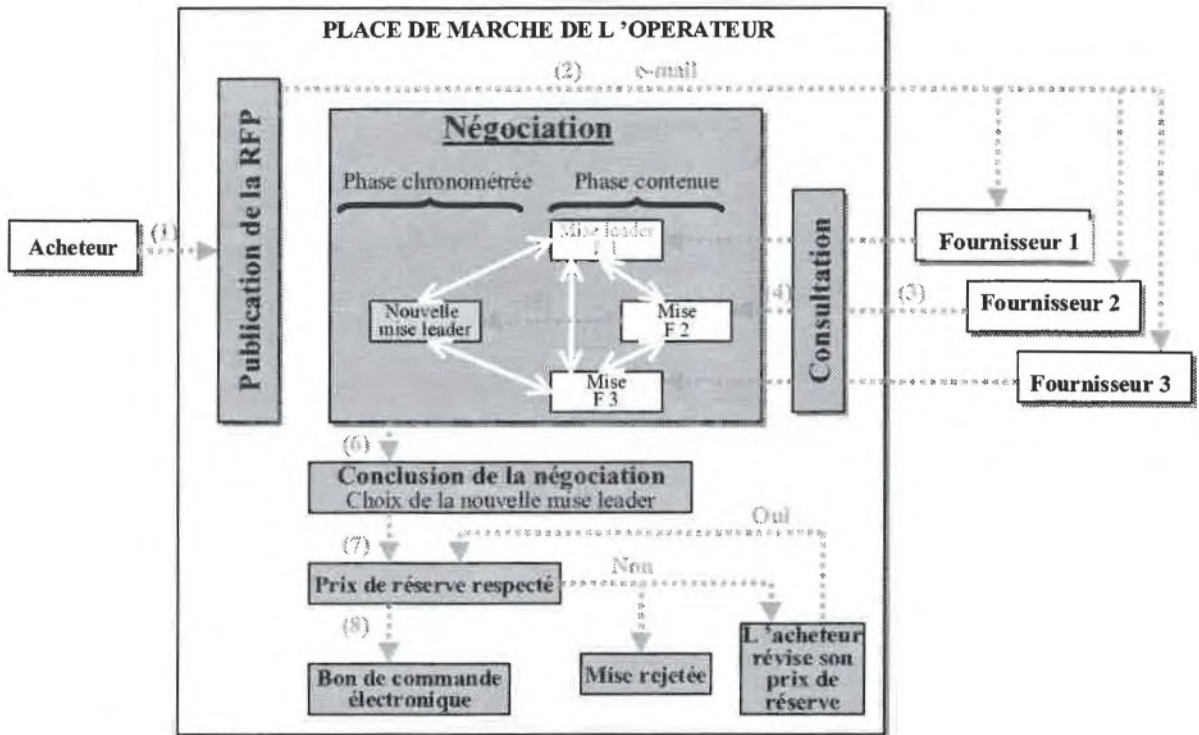 PLACE DE MARCHE DE L 'OPERATEUR
(2) e-mail
Publication de la RFP
Négociation
Phase chronométrée
Phase contenue
Acheteur
(1)
Mise leader
F 1
Nouvelle
mise leader
Mise
F 2
Mise
F 3
(4)
Consultation
(3)
Fournisseur 1
Fournisseur 2
Fournisseur 3
(6)
Conclusion de la négociation
Choix de la nouvelle mise leader
Oui
(7)
Prix de réserve respecté
Non
(8)
Bon de commande
électronique
Mise rejetée
L 'acheteur
révise son
prix de
réserve